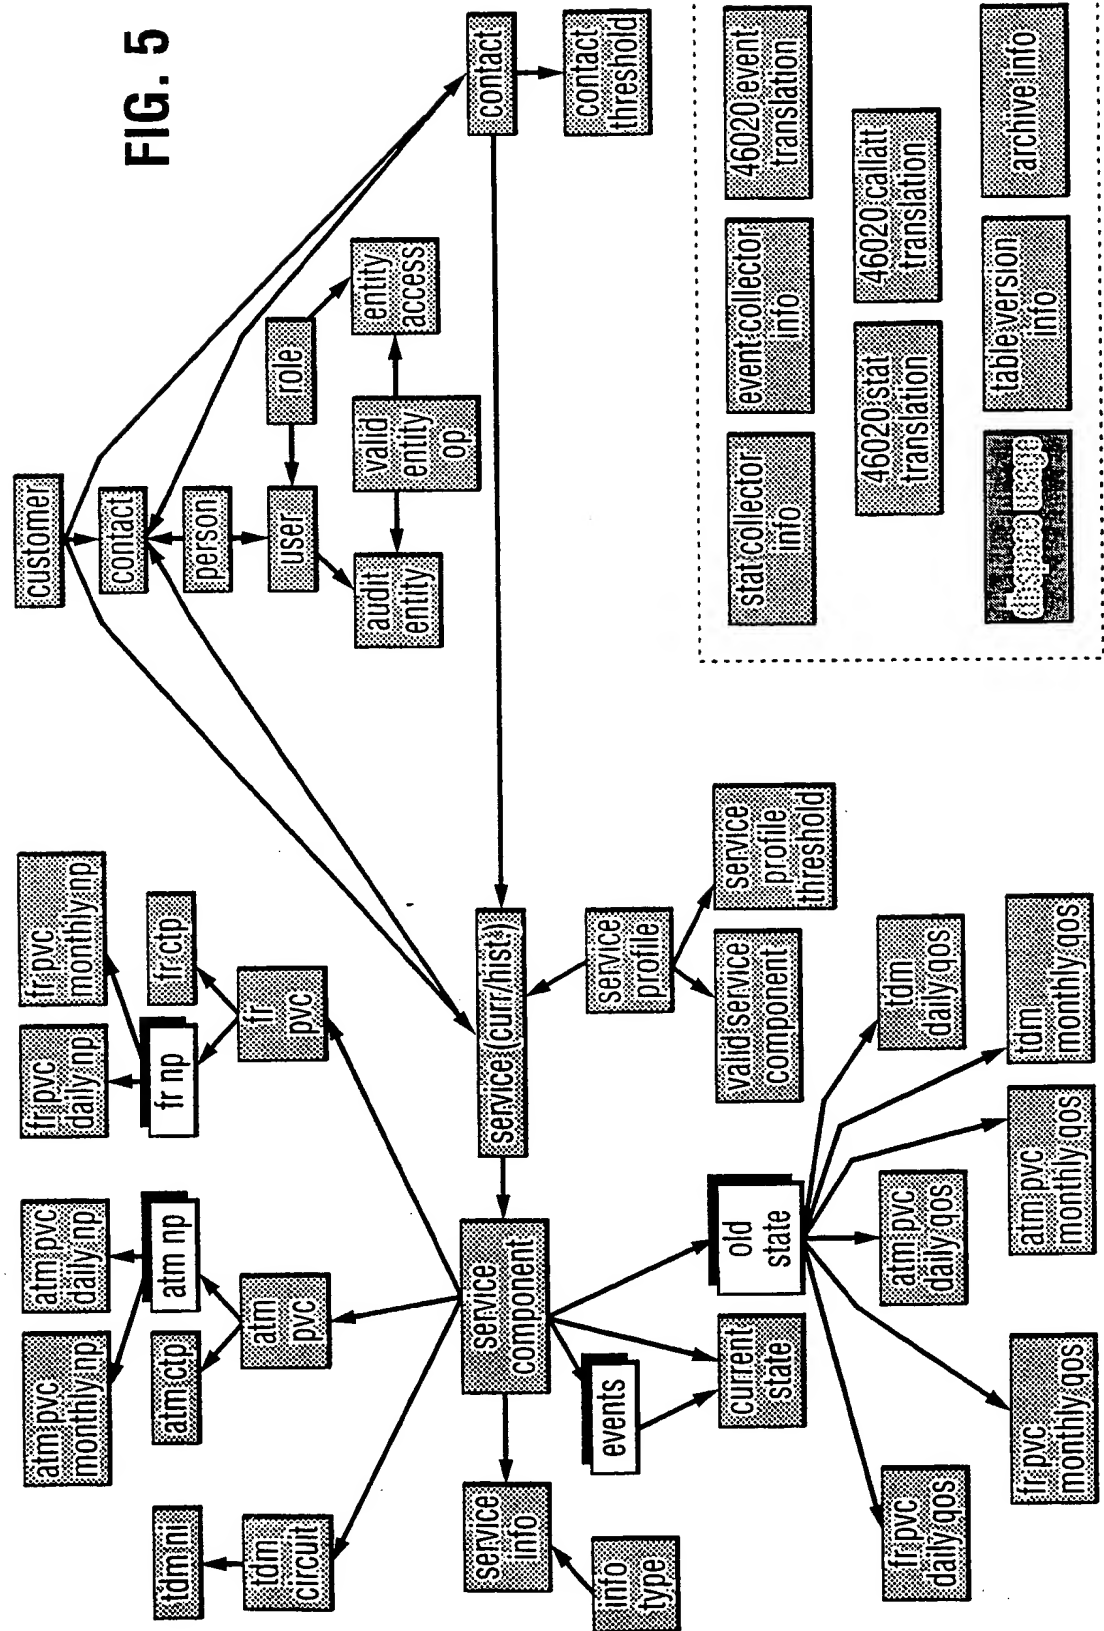 FIG. 5
customer
contact
person
user
role
audit
entity
valid
entity
op
entity
access
contact
contact
threshold
tdm ni
tdm
circuit
atm pvc
monthly np
atm pvc
daily np
atm ctp
atm np
atm
pvc
fr pvc
daily np
fr pvc
monthly np
fr np
fr ctp
fr
pvc
service
info
info
type
service
component
service (curr/hist)
service
profile
valid service
component
service
profile
threshold
events
current
state
old
state
fr pvc
daily qos
fr pvc
monthly qos
atm pvc
daily qos
atm pvc
monthly qos
tdm
daily qos
tdm
monthly qos
stat collector
info
event collector
info
46020 event
translation
46020 stat
translation
46020 callatt
translation
dbspace usage
table version
info
archive info